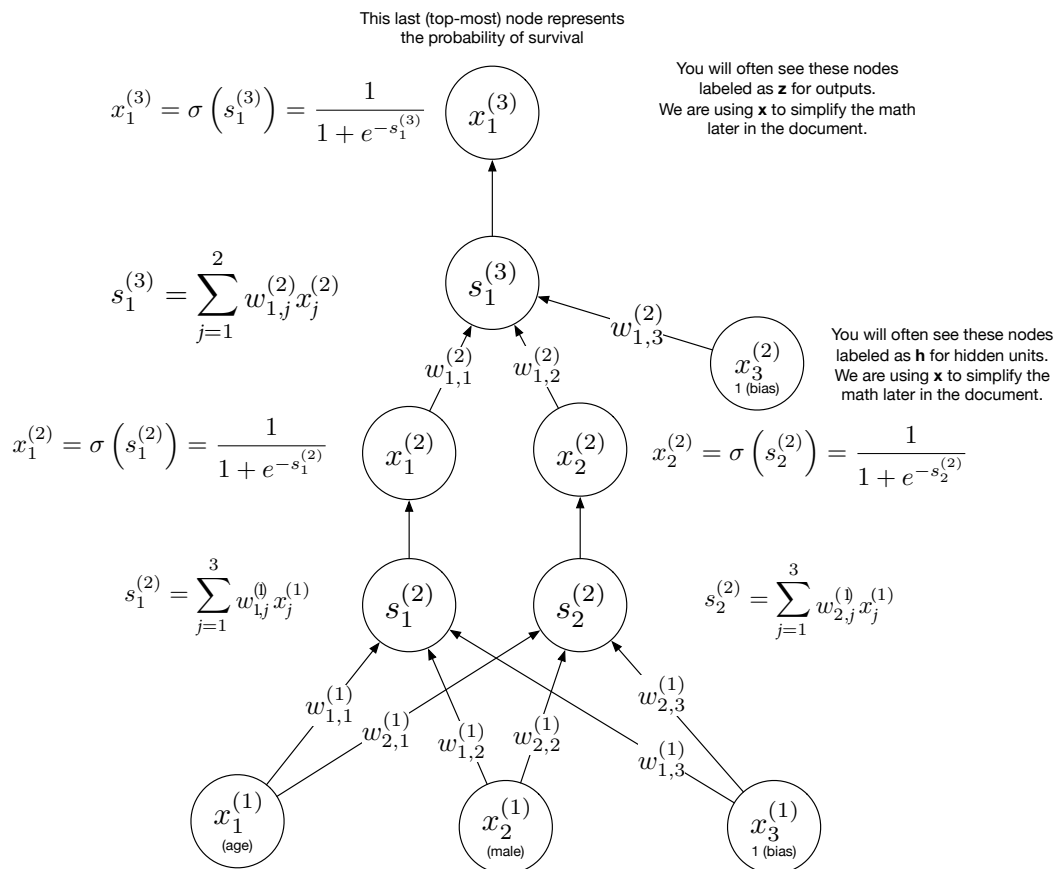 This last (top-most) node represents
the probability of survival
You will often see these nodes
labeled as z for outputs.
We are using x to simplify the math
later in the document.
x_1^{(3)} = σ(s_1^{(3)}) = \frac{1}{1 + e^{-s_1^{(3)}}}
x_1^{(3)}
s_1^{(3)} = \sum_{j=1}^{2} w_{1,j}^{(2)} x_j^{(2)}
s_1^{(3)}
w_{1,3}^{(2)}
x_3^{(2)}
1 (bias)
You will often see these nodes
labeled as h for hidden units.
We are using x to simplify the
math later in the document.
w_{1,1}^{(2)}
w_{1,2}^{(2)}
x_1^{(2)} = σ(s_1^{(2)}) = \frac{1}{1 + e^{-s_1^{(2)}}}
x_1^{(2)}
x_2^{(2)}
x_2^{(2)} = σ(s_2^{(2)}) = \frac{1}{1 + e^{-s_2^{(2)}}}
s_1^{(2)} = \sum_{j=1}^{3} w_{1,j}^{(1)} x_j^{(1)}
s_1^{(2)}
s_2^{(2)}
s_2^{(2)} = \sum_{j=1}^{3} w_{2,j}^{(1)} x_j^{(1)}
w_{1,1}^{(1)}
w_{2,1}^{(1)}
w_{1,2}^{(1)}
w_{2,2}^{(1)}
w_{1,3}^{(1)}
w_{2,3}^{(1)}
x_1^{(1)}
(age)
x_2^{(1)}
(male)
x_3^{(1)}
1 (bias)